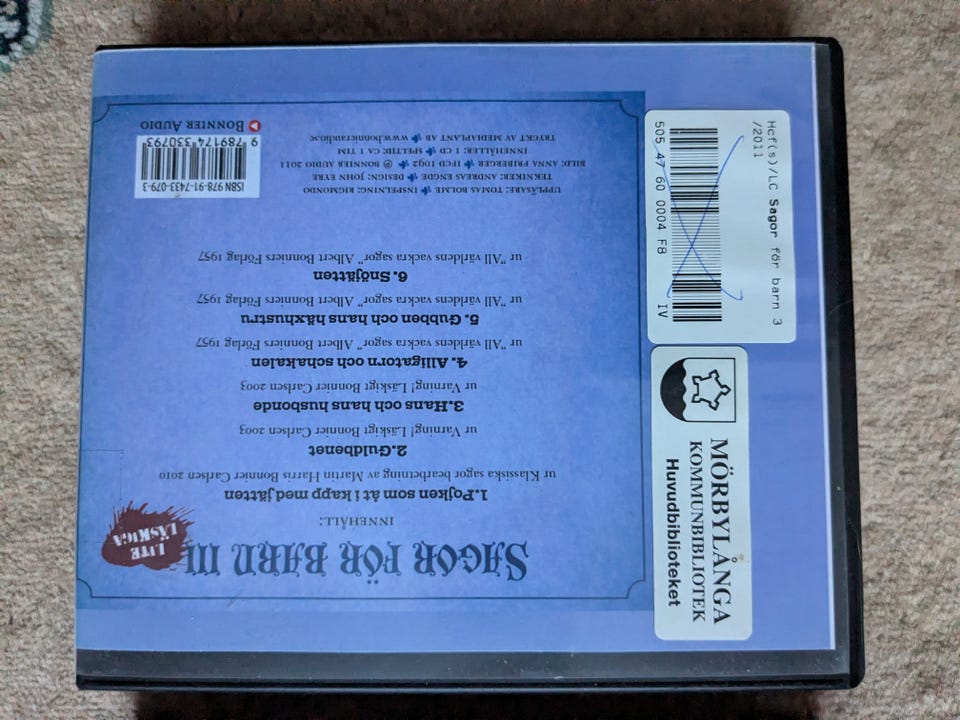 SAGOR FÖR BARN III
LITE
LÄSKIGA
INNEHÅLL:
1.Pojken som åt i kapp med jätten
ur Klassiska sagor bearbetning av Martin Harris Bonnier Carlsen 2010
2.Guldbenet
ur Varning! Läskigt Bonnier Carlsen 2003
3.Hans och hans husbonde
ur Varning! Läskigt Bonnier Carlsen 2003
4.Alligatorn och schakalen
ur "All världens vackra sagor" Albert Bonniers Förlag 1957
5.Gubben och hans häxhustru
ur "All världens vackra sagor" Albert Bonniers Förlag 1957
6.Snöjätten
ur "All världens vackra sagor" Albert Bonniers Förlag 1957
UPPLÄSARE: TOMAS BOLME INSPELNING: RIGMONDO
TEKNIKER: ANDREAS ENGDE DESIGN: JOHN EYRE
BILD: ANNA FRIBERGER IFCD 1092 ℗ BONNIER AUDIO 2011
INNEHÅLLER: 1 CD SPELTID: CA 1 TIM
TRYCKT AV MEDIAPLANT AB www.bonnieraudio.se
ISBN 978-91-7433-079-3
9 789174 330793
BONNIER AUDIO
Hcf(s)/LC Sagor för barn 3
/2011
505 47 60 0004 F8 IV
MÖRBYLÅNGA
KOMMUNBIBLIOTEK
Huvudbiblioteket